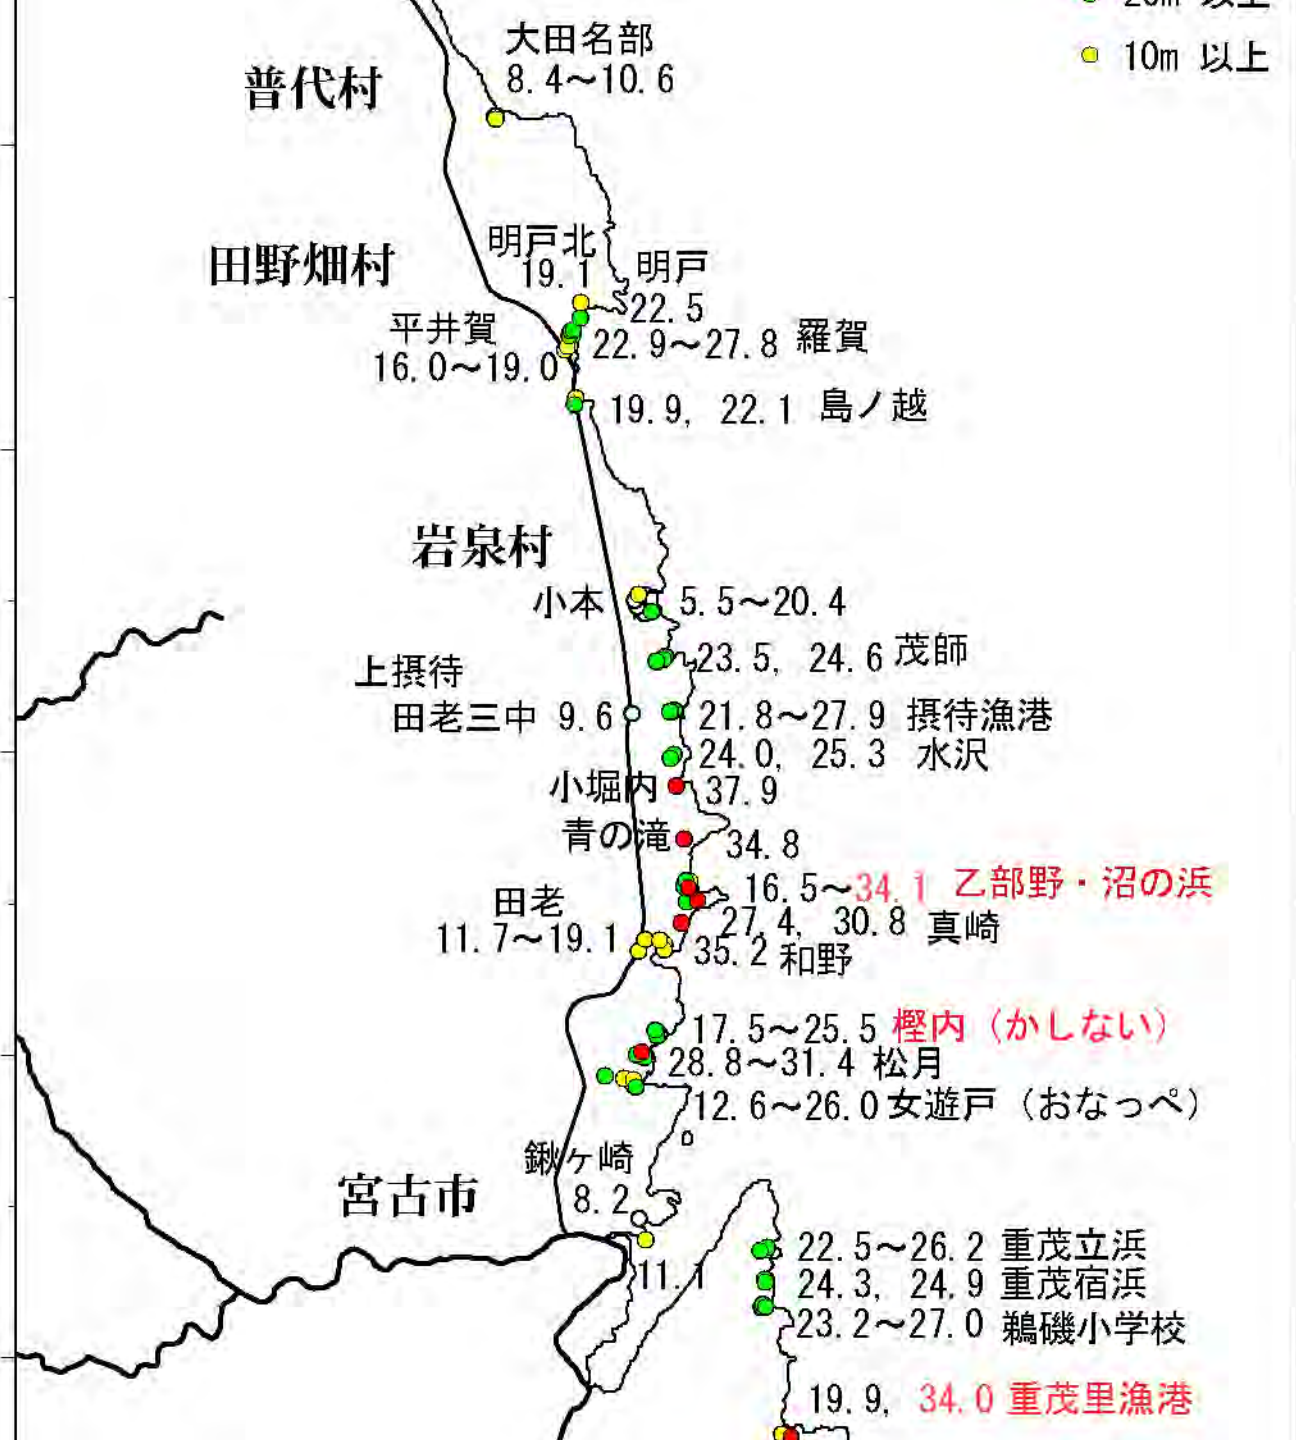 20m 以上
10m 以上
大田名部
8.4～10.6
普代村
明戸北
19.1
明戸
22.5
田野畑村
平井賀
16.0～19.0
22.9～27.8 羅賀
19.9, 22.1 島ノ越
岩泉村
小本 5.5～20.4
23.5, 24.6 茂師
上摂待
田老三中 9.6
21.8～27.9 摂待漁港
24.0, 25.3 水沢
小堀内 37.9
青の滝 34.8
16.5～34.1 乙部野・沼の浜
田老
11.7～19.1
27.4, 30.8 真崎
35.2 和野
17.5～25.5 樫内（かしない）
28.8～31.4 松月
12.6～26.0 女遊戸（おなっぺ）
鍬ヶ崎
8.2
宮古市
11.1
22.5～26.2 重茂立浜
24.3, 24.9 重茂宿浜
23.2～27.0 鵜磯小学校
19.9, 34.0 重茂里漁港